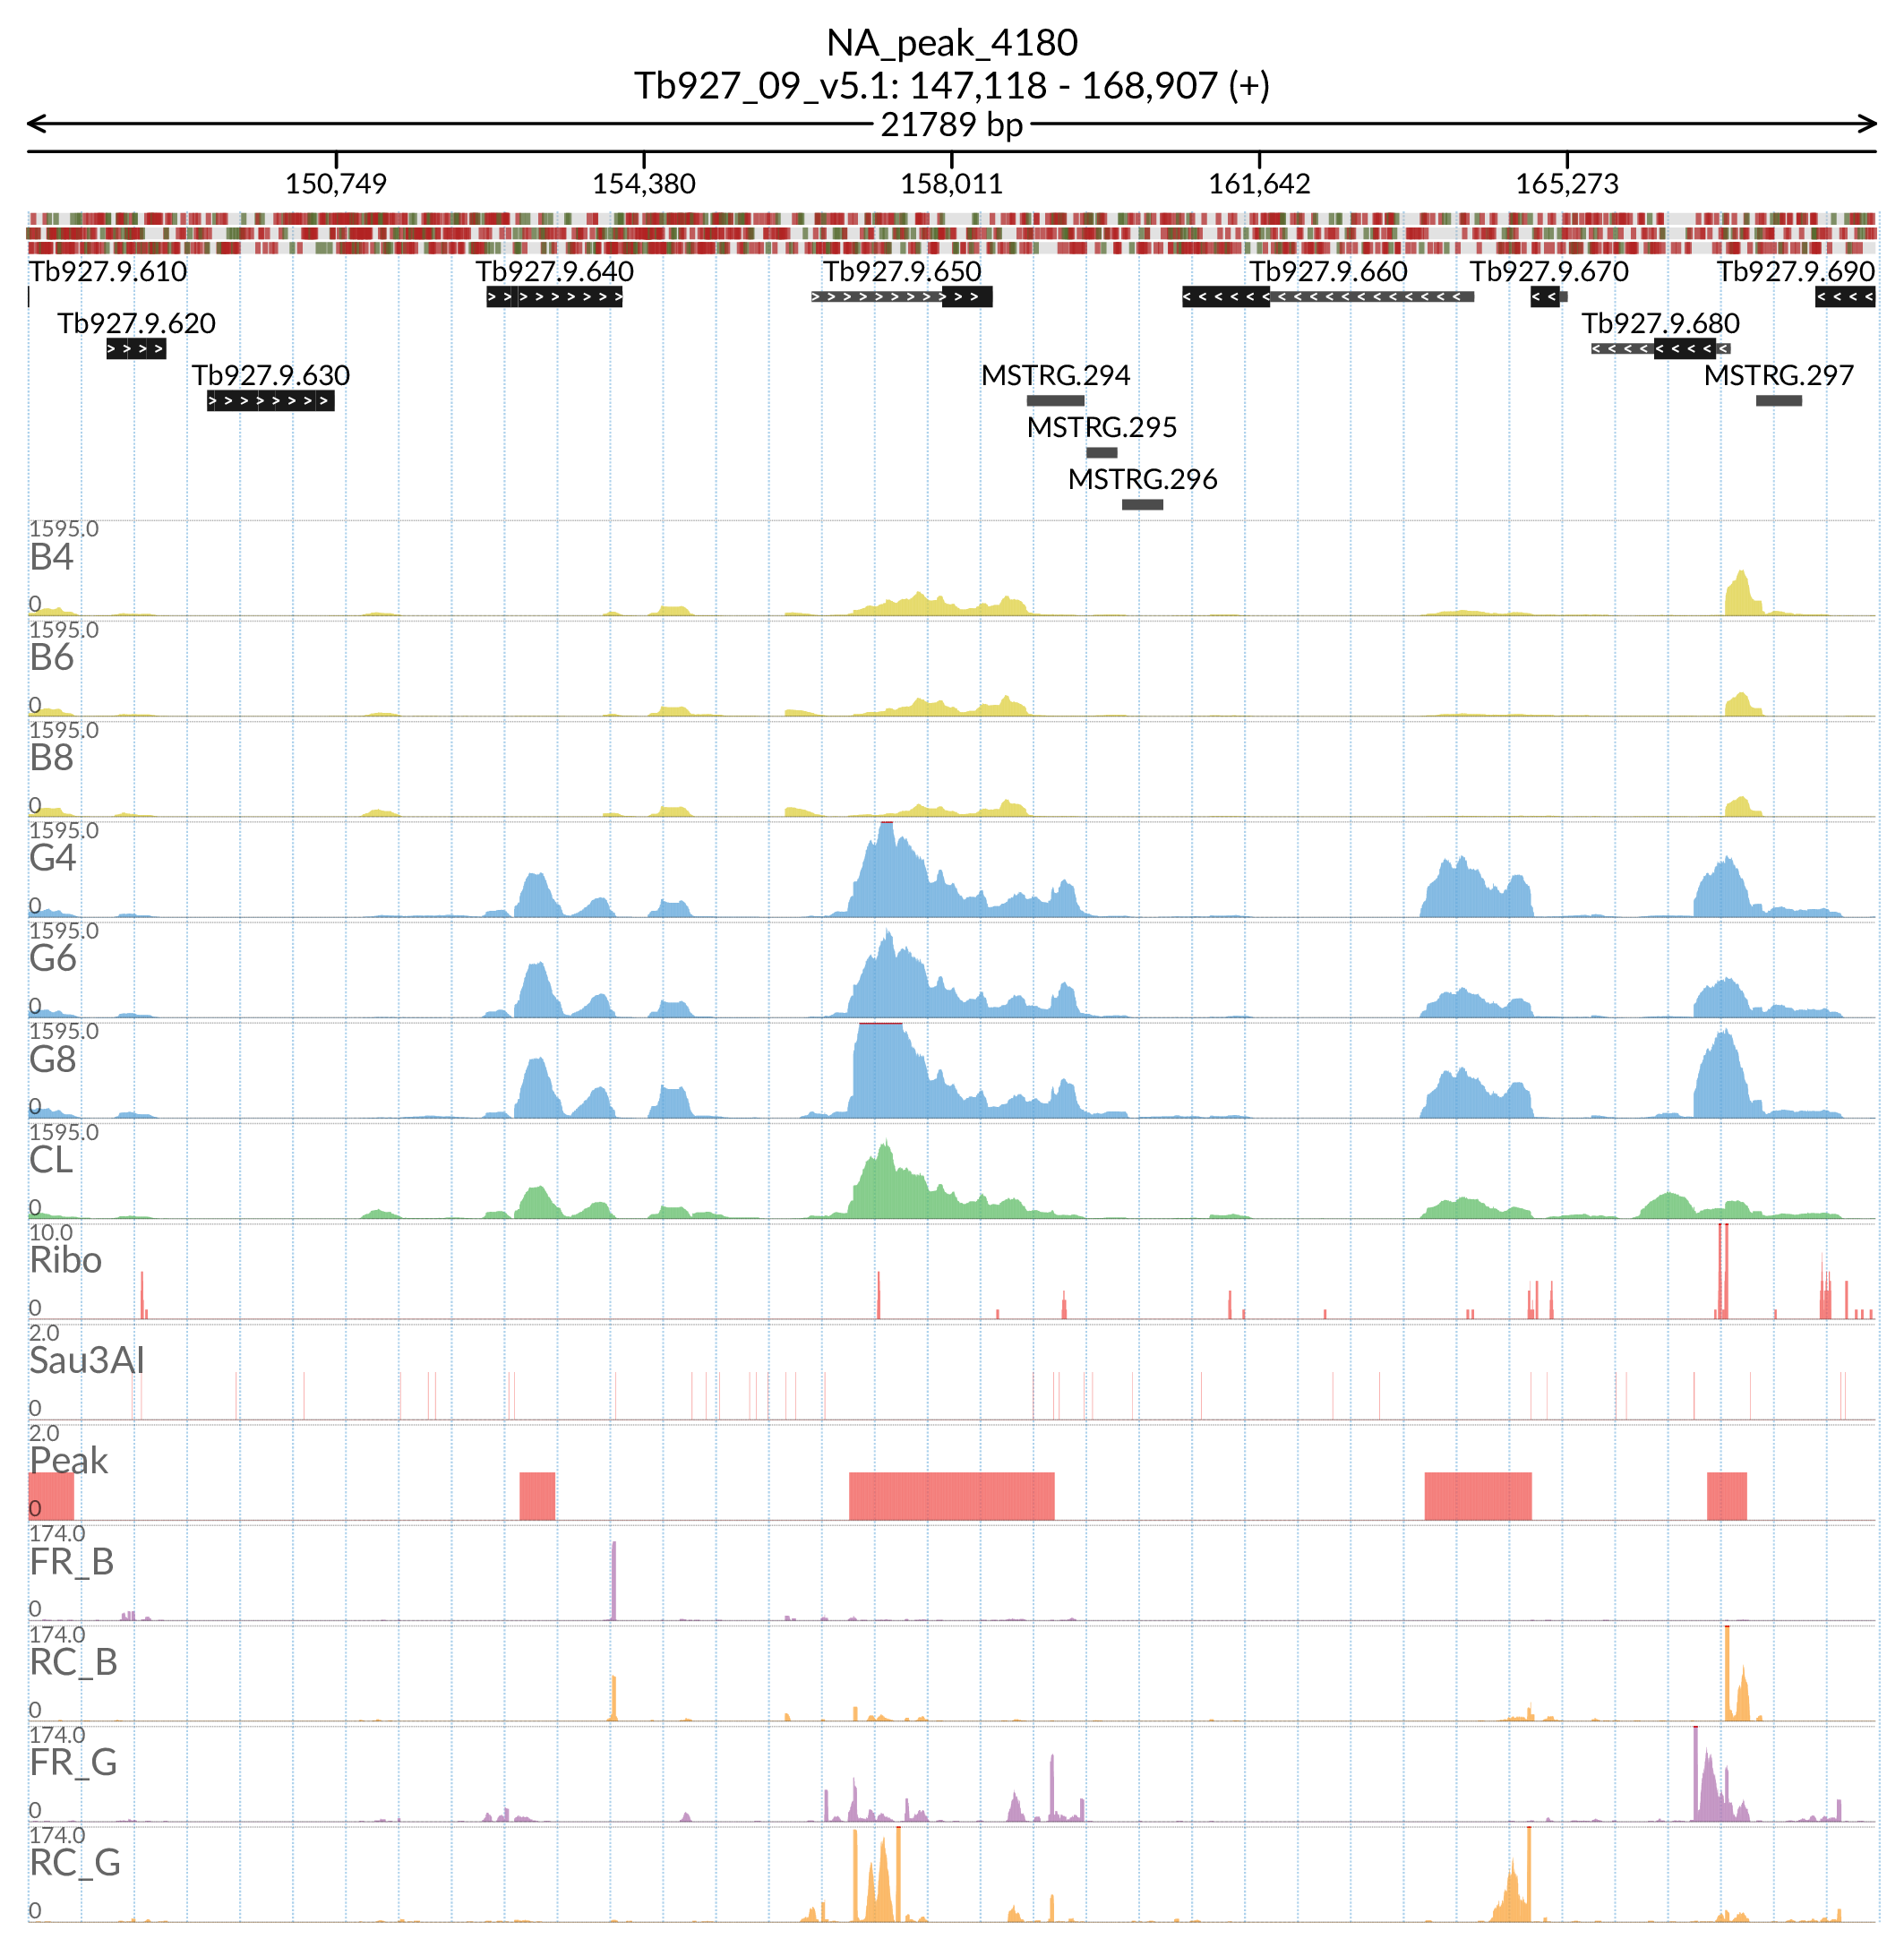 NA_peak_4180
Tb927_09_v5.1: 147,118 - 168,907 (+)
21789 bp
150,749 154,380 158,011 161,642 165,273
Tb927.9.610 Tb927.9.640 Tb927.9.650 Tb927.9.660 Tb927.9.670 Tb927.9.690
Tb927.9.620 Tb927.9.680
Tb927.9.630 MSTRG.294 MSTRG.297
MSTRG.295
MSTRG.296
1595.0
B4
0
1595.0
B6
0
1595.0
B8
0
1595.0
G4
0
1595.0
G6
0
1595.0
G8
0
1595.0
CL
0
10.0
Ribo
0
2.0
Sau3AI
0
2.0
Peak
0
174.0
FR_B
0
174.0
RC_B
0
174.0
FR_G
0
174.0
RC_G
0